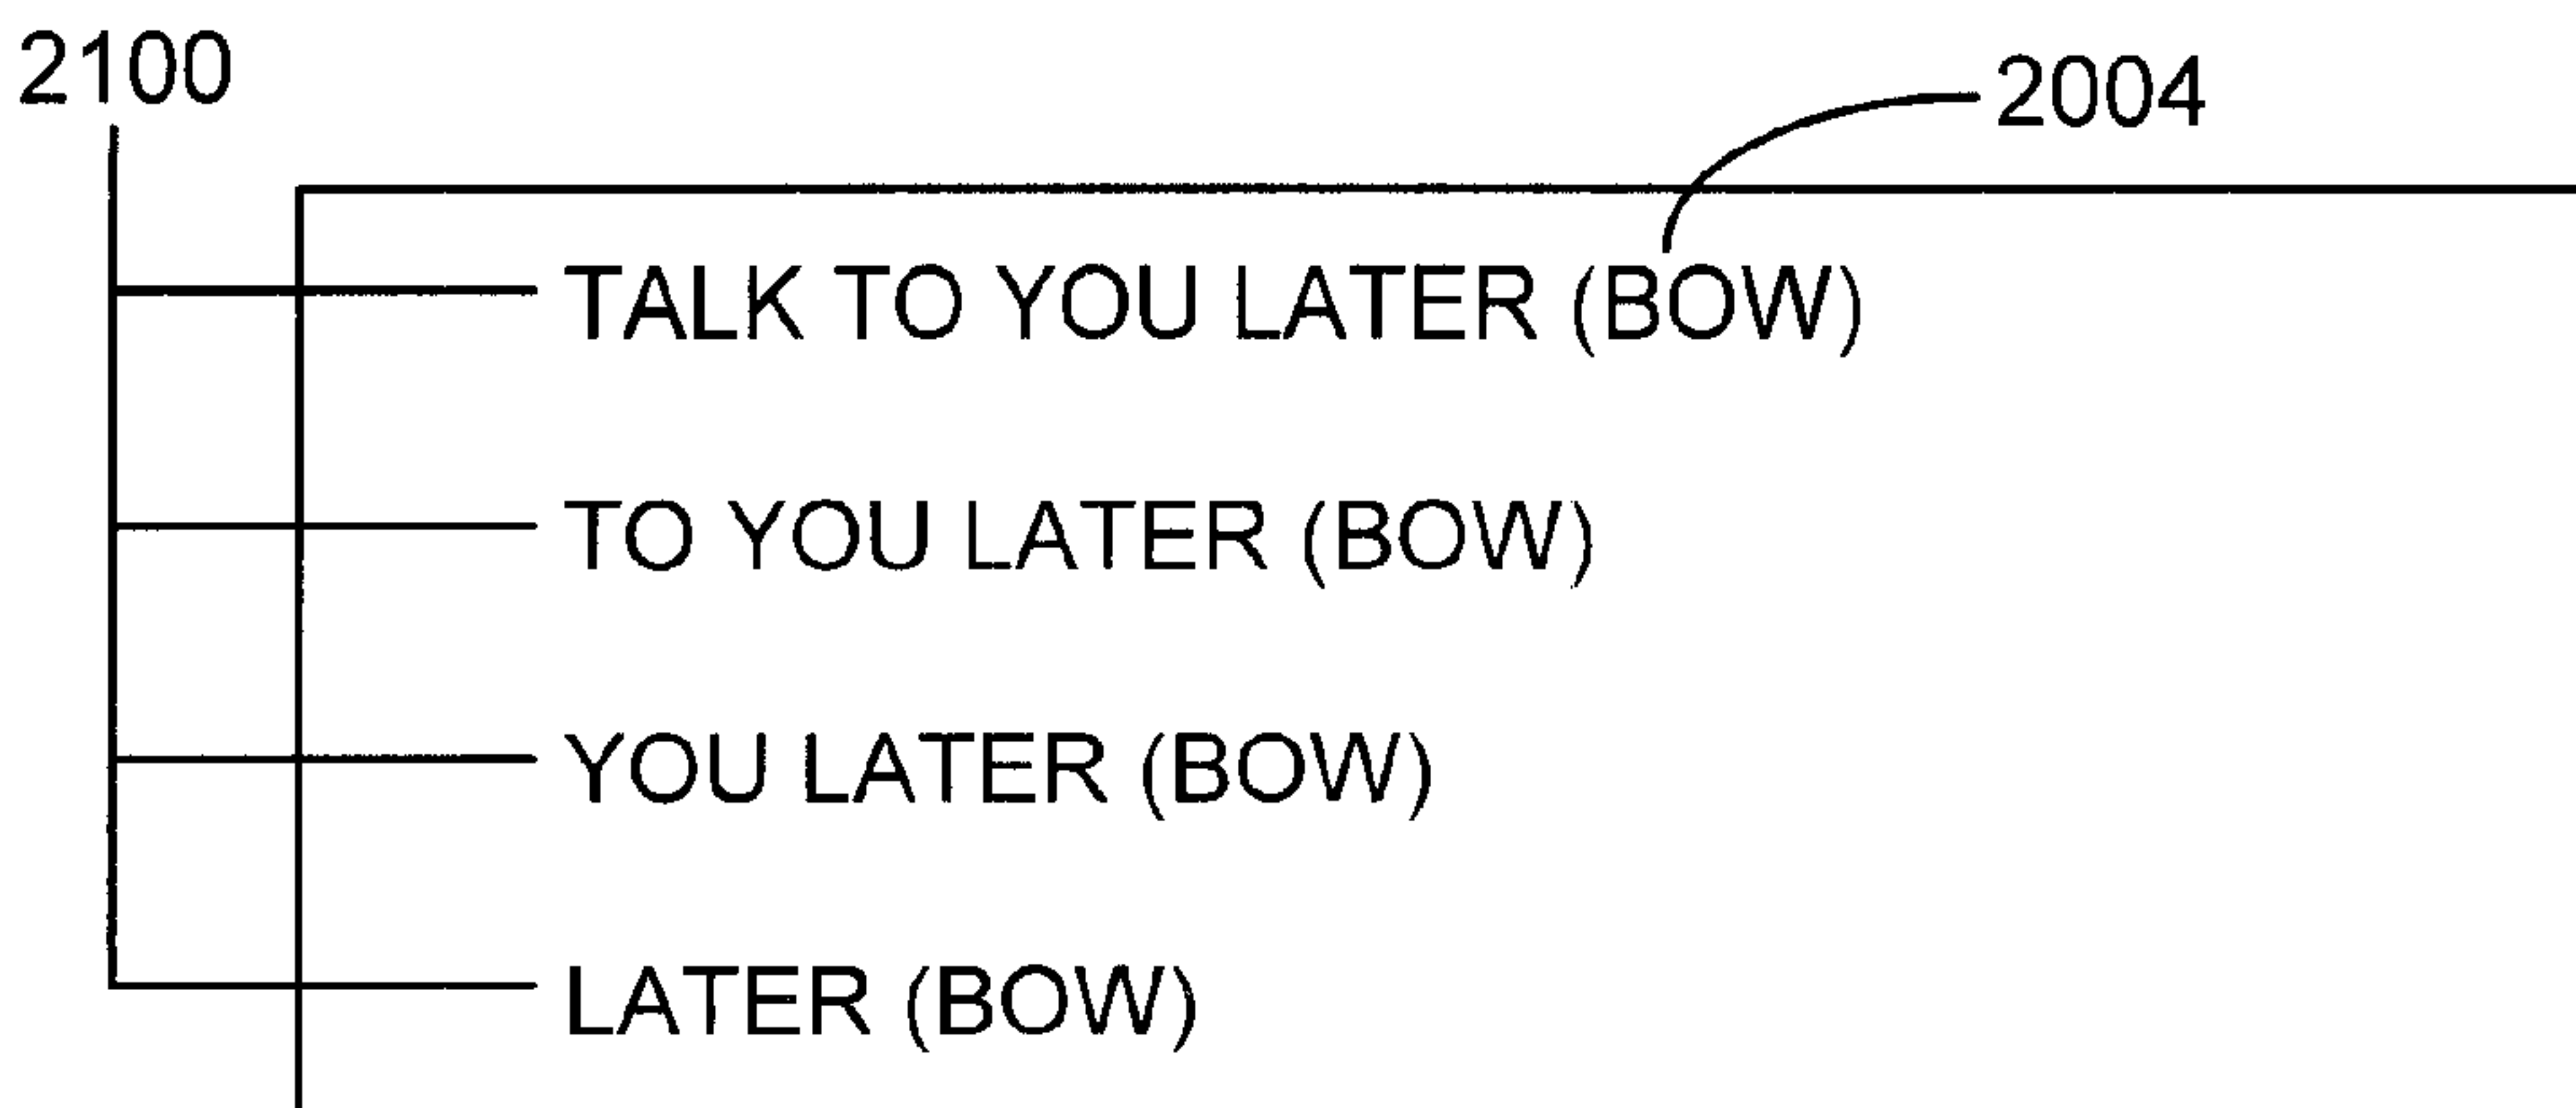 2100
2004
TALK TO YOU LATER (BOW)
TO YOU LATER (BOW)
YOU LATER (BOW)
LATER (BOW)